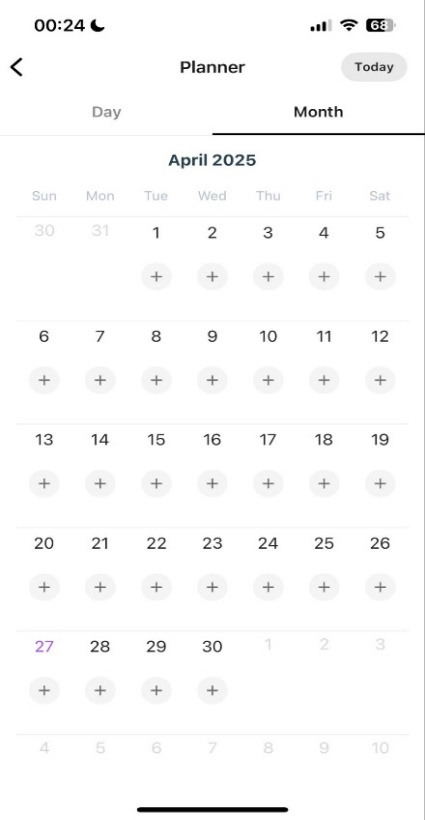 00:24 68
Planner Today
Day Month
April 2025
Sun Mon Tue Wed Thu Fri Sat
30 31 1 2 3 4 5
+ + + + +
6 7 8 9 10 11 12
+ + + + + + +
13 14 15 16 17 18 19
+ + + + + + +
20 21 22 23 24 25 26
+ + + + + + +
27 28 29 30 1 2 3
+ + + +
4 5 6 7 8 9 10